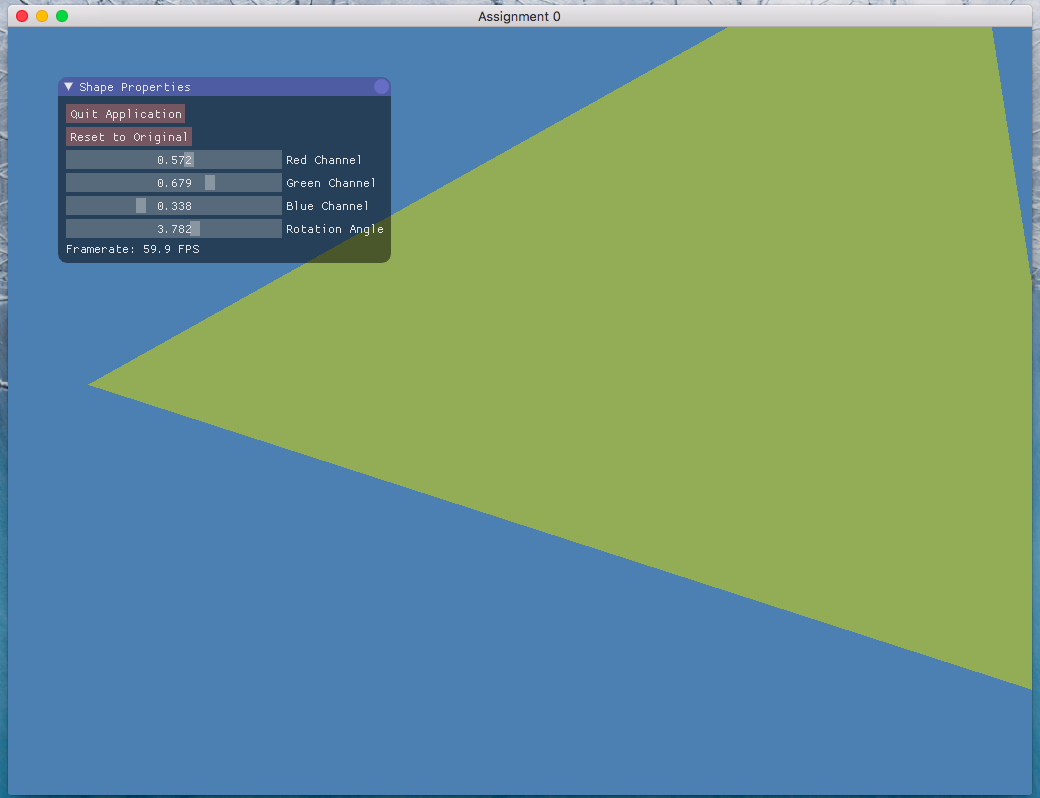 Assignment 0
Shape Properties
Quit Application
Reset to Original
0.572 Red Channel
0.679 Green Channel
0.338 Blue Channel
3.782 Rotation Angle
Framerate: 59.9 FPS